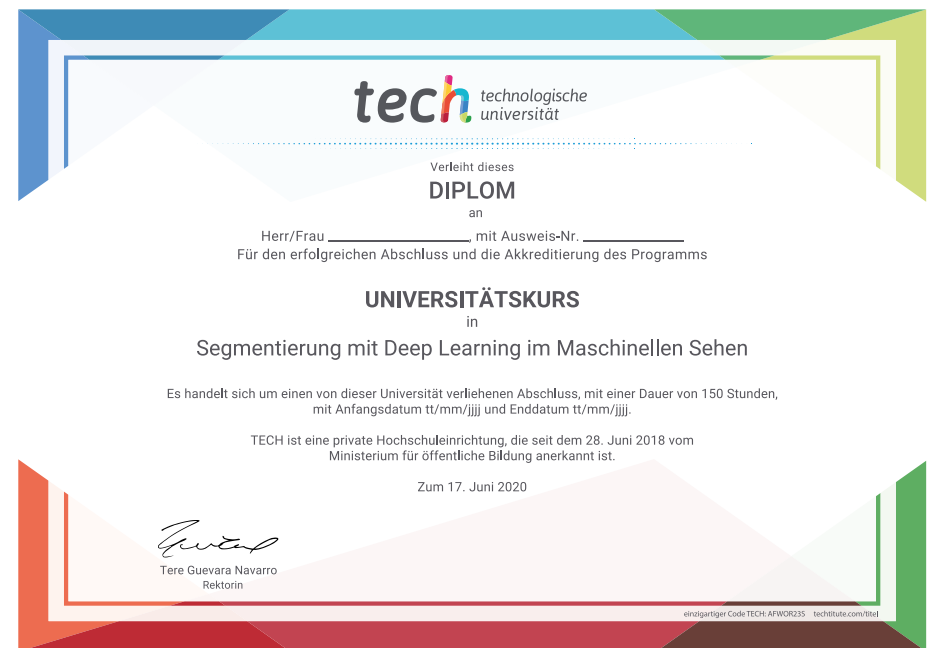 tech technologische
universität
Verleiht dieses
DIPLOM
an
Herr/Frau ____________________, mit Ausweis-Nr. ______________
Für den erfolgreichen Abschluss und die Akkreditierung des Programms
UNIVERSITÄTSKURS
in
Segmentierung mit Deep Learning im Maschinellen Sehen
Es handelt sich um einen von dieser Universität verliehenen Abschluss, mit einer Dauer von 150 Stunden,
mit Anfangsdatum tt/mm/jjjj und Enddatum tt/mm/jjjj.
TECH ist eine private Hochschuleinrichtung, die seit dem 28. Juni 2018 vom
Ministerium für öffentliche Bildung anerkannt ist.
Zum 17. Juni 2020
Tere Guevara Navarro
Rektorin
einzigartiger Code TECH: AFWOR23S techtitute.com/titel